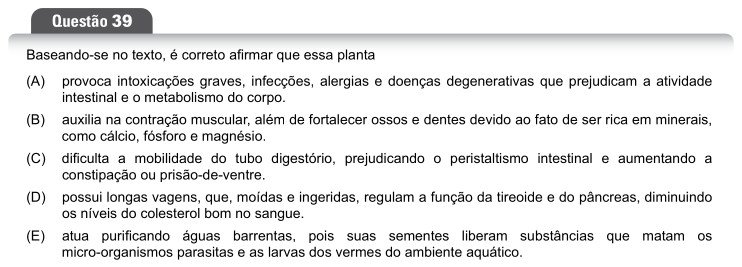 Questão 39
Baseando-se no texto, é correto afirmar que essa planta
(A) provoca intoxicações graves, infecções, alergias e doenças degenerativas que prejudicam a atividade
intestinal e o metabolismo do corpo.
(B) auxilia na contração muscular, além de fortalecer ossos e dentes devido ao fato de ser rica em minerais,
como cálcio, fósforo e magnésio.
(C) dificulta a mobilidade do tubo digestório, prejudicando o peristaltismo intestinal e aumentando a
constipação ou prisão-de-ventre.
(D) possui longas vagens, que, moídas e ingeridas, regulam a função da tireoide e do pâncreas, diminuindo
os níveis do colesterol bom no sangue.
(E) atua purificando águas barrentas, pois suas sementes liberam substâncias que matam os
micro-organismos parasitas e as larvas dos vermes do ambiente aquático.